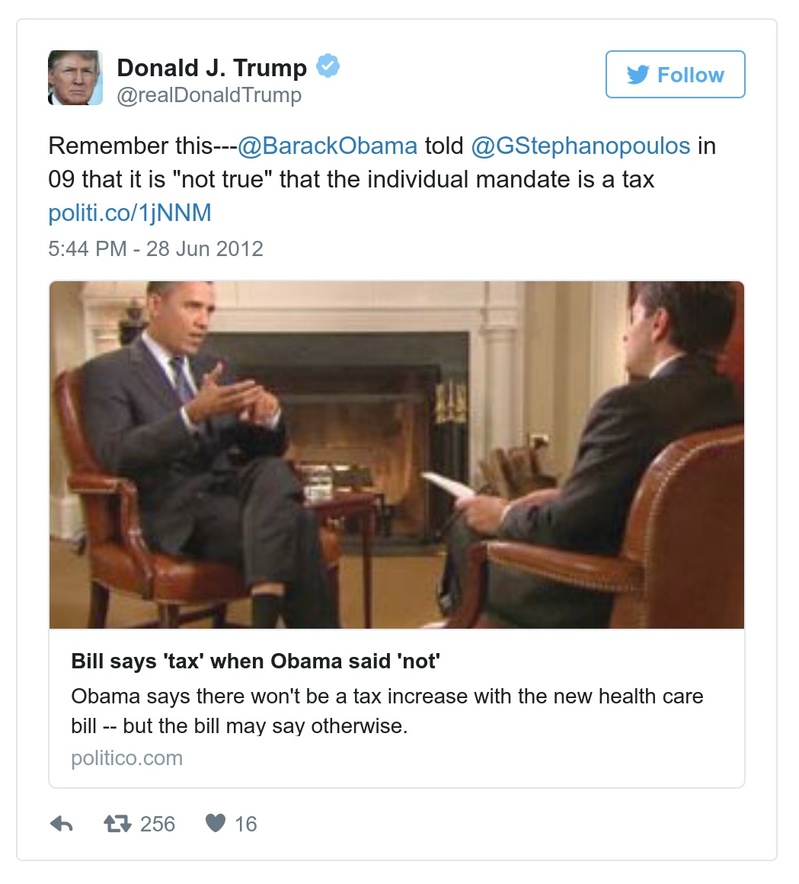 Donald J. Trump
@realDonaldTrump
Follow
Remember this---@BarackObama told @GStephanopoulos in
09 that it is "not true" that the individual mandate is a tax
politi.co/1jNNM
5:44 PM - 28 Jun 2012
Bill says 'tax' when Obama said 'not'
Obama says there won't be a tax increase with the new health care
bill -- but the bill may say otherwise.
politico.com
256
16